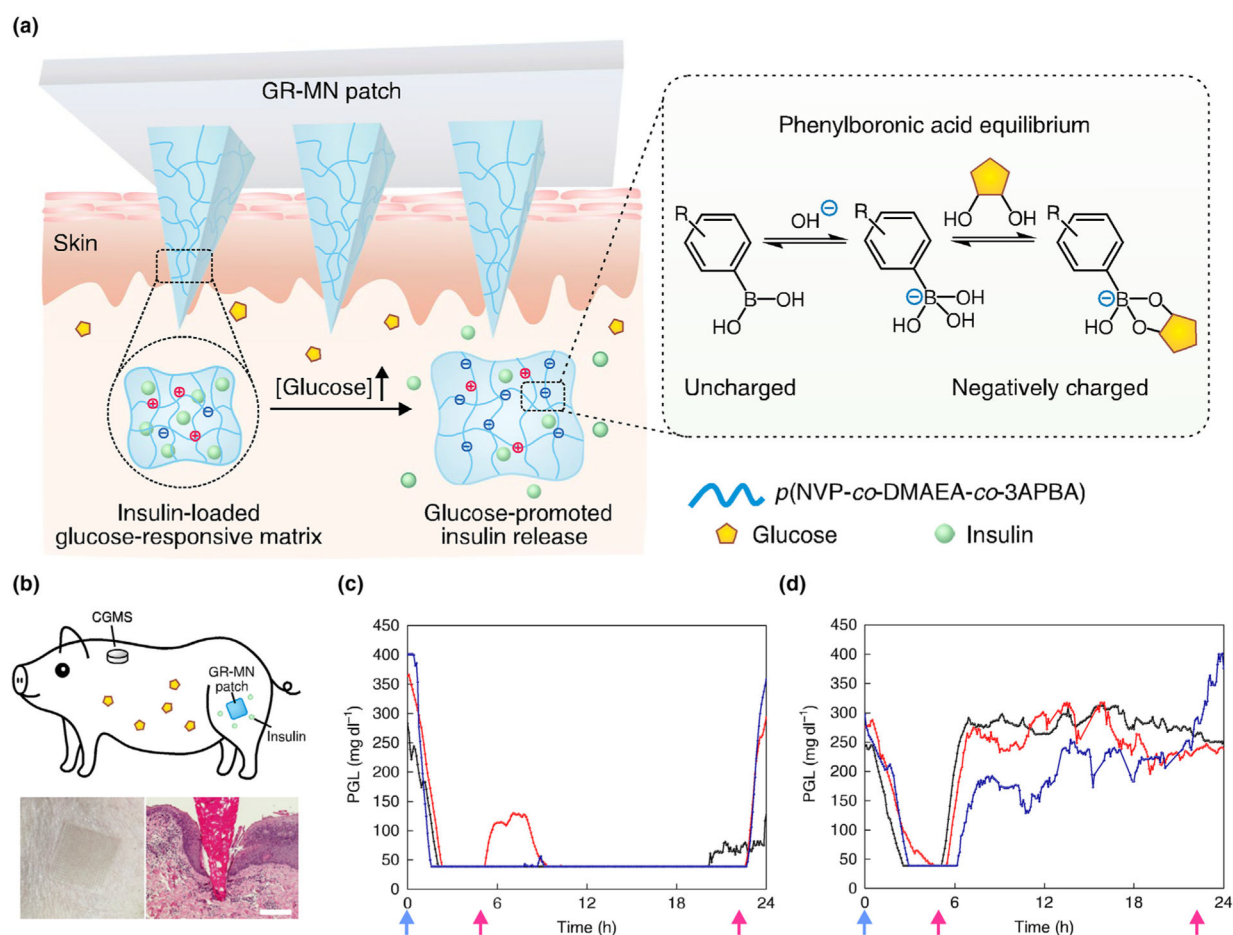 (a)
GR-MN patch
Skin
[Glucose]
Insulin-loaded
glucose-responsive matrix
Glucose-promoted
insulin release
Phenylboronic acid equilibrium
R
OH⊖
HO OH
R
R
B OH
HO
⊖B OH
HO OH
⊖B O
HO O
Uncharged
Negatively charged
p(NVP-co-DMAEA-co-3APBA)
Glucose
Insulin
(b)
CGMS
GR-MN
patch
Insulin
(c)
450
400
350
300
250
200
150
100
50
0
PGL (mg dl⁻¹)
0 6 12 18 24
Time (h)
(d)
450
400
350
300
250
200
150
100
50
0
PGL (mg dl⁻¹)
0 6 12 18 24
Time (h)